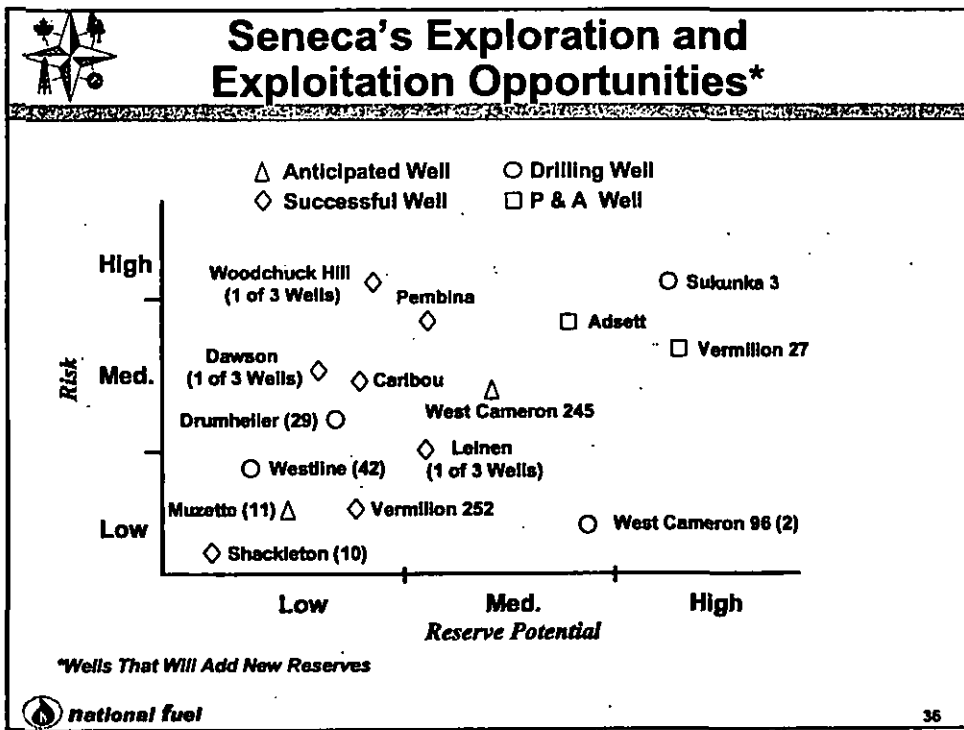 Seneca's Exploration and
Exploitation Opportunities*
Anticipated Well
Drilling Well
Successful Well
P & A Well
High
Woodchuck Hill
(1 of 3 Wells)
Pembina
Sukunka 3
Adsett
Vermilion 27
Risk
Med.
Dawson
(1 of 3 Wells)
Caribou
West Cameron 245
Drumheller (29)
Leinen
(1 of 3 Wells)
Westline (42)
Muzetto (11)
Vermilion 252
Low
West Cameron 96 (2)
Shackleton (10)
Low
Med.
High
Reserve Potential
*Wells That Will Add New Reserves
national fuel
36